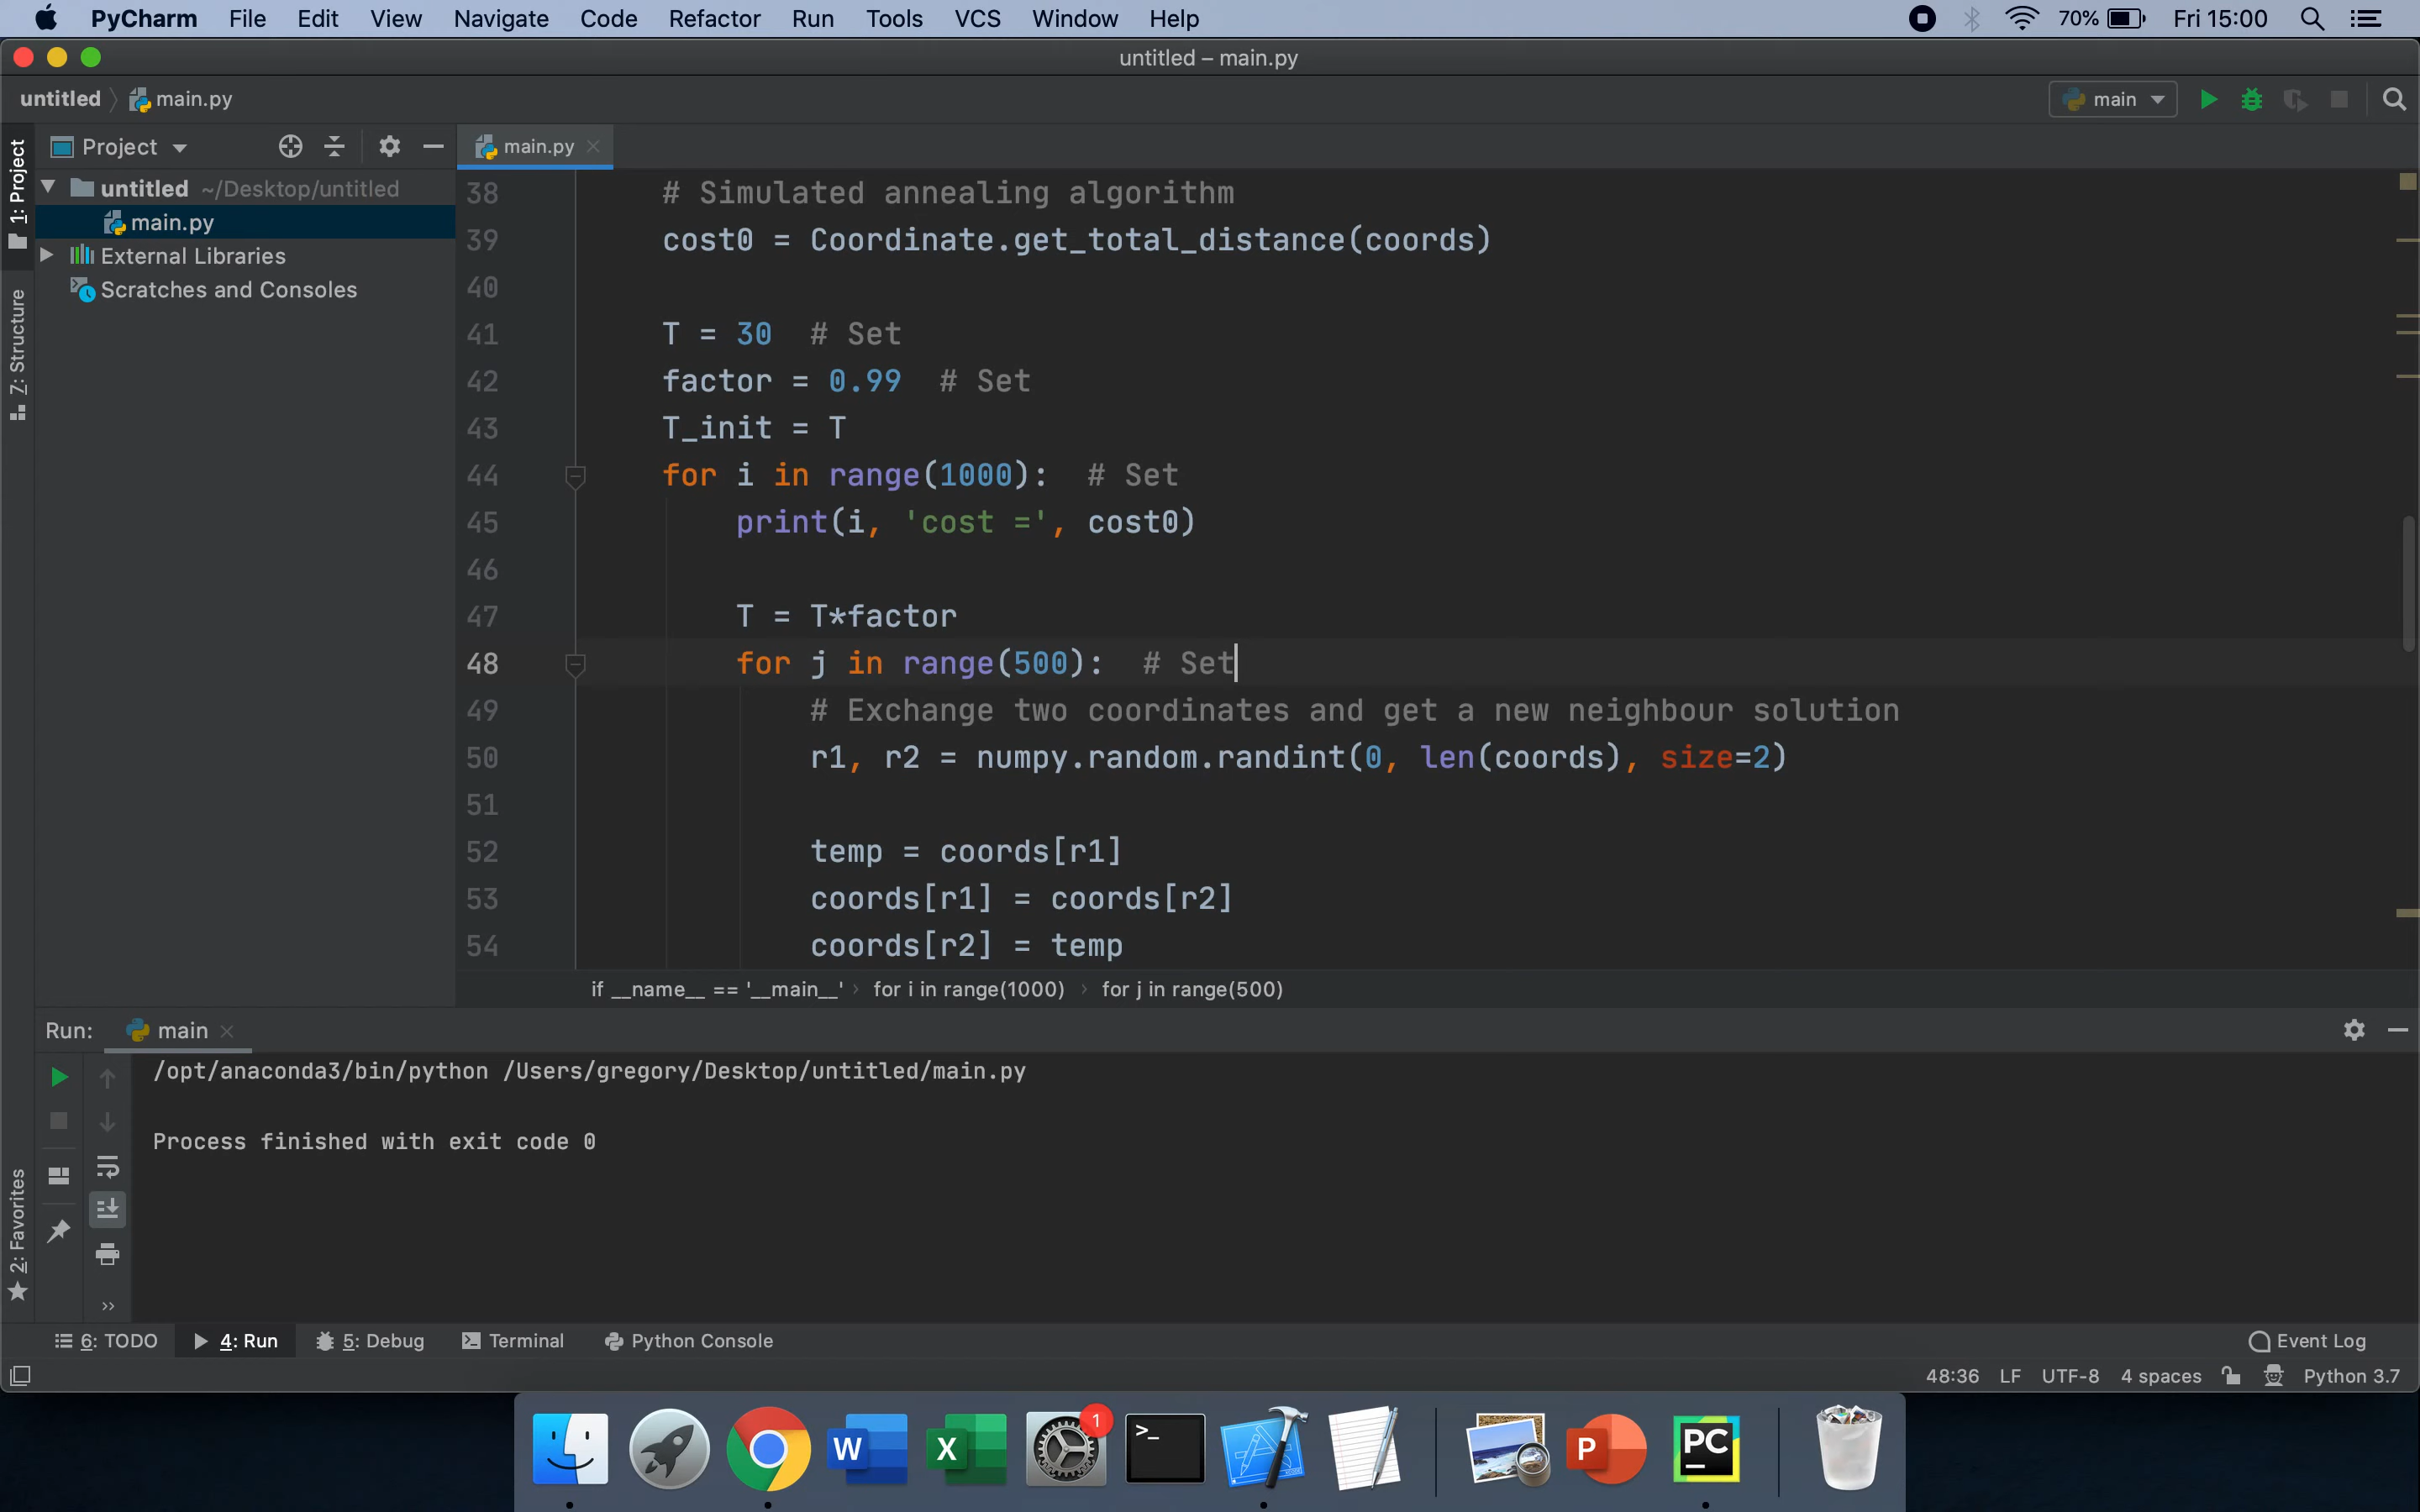 PyCharm File Edit View Navigate Code Refactor Run Tools VCS Window Help 70% Fri 15:00
untitled – main.py
untitled main.py main
Project main.py
1: Project
7: Structure
2: Favorites
untitled ~/Desktop/untitled
main.py
External Libraries
Scratches and Consoles
38 # Simulated annealing algorithm
39 cost0 = Coordinate.get_total_distance(coords)
40
41 T = 30 # Set
42 factor = 0.99 # Set
43 T_init = T
44 for i in range(1000): # Set
45 print(i, 'cost =', cost0)
46
47 T = T*factor
48 for j in range(500): # Set
49 # Exchange two coordinates and get a new neighbour solution
50 r1, r2 = numpy.random.randint(0, len(coords), size=2)
51
52 temp = coords[r1]
53 coords[r1] = coords[r2]
54 coords[r2] = temp
if __name__ == '__main__' › for i in range(1000) › for j in range(500)
Run: main
/opt/anaconda3/bin/python /Users/gregory/Desktop/untitled/main.py
Process finished with exit code 0
»
6: TODO 4: Run 5: Debug Terminal Python Console Event Log
48:36 LF UTF-8 4 spaces Python 3.7
W X 1 >_ P PC